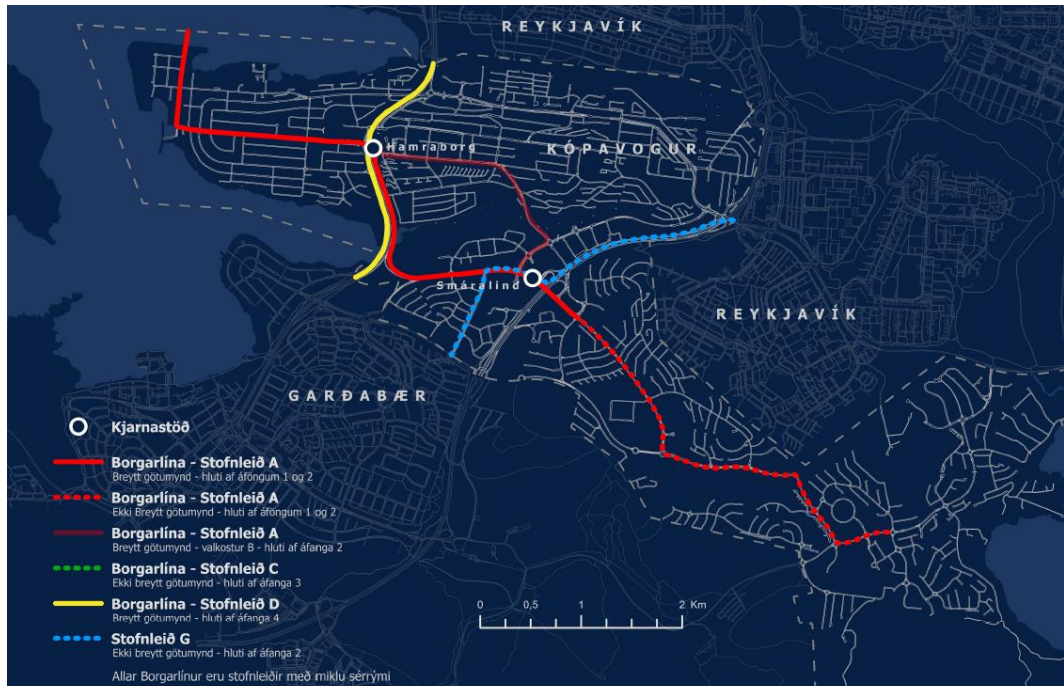 REYKJAVÍK
Hamraborg
KÓPAVOGUR
Smáralind
REYKJAVÍK
GARÐABÆR
Kjarnastöð
Borgarlína - Stofnleið A
Breytt götumynd - hluti af áföngum 1 og 2
Borgarlína - Stofnleið A
Ekki Breytt götumynd - hluti af áföngum 1 og 2
Borgarlína - Stofnleið A
Breytt götumynd - valkostur B - hluti af áfanga 2
Borgarlína - Stofnleið C
Ekki breytt götumynd - hluti af áfanga 3
Borgarlína - Stofnleið D
Breytt götumynd - hluti af áfanga 4
Stofnleið G
Ekki breytt götumynd - hluti af áfanga 2
Allar Borgarlínur eru stofnleiðir með miklu sérrými
0 0,5 1 2 Km